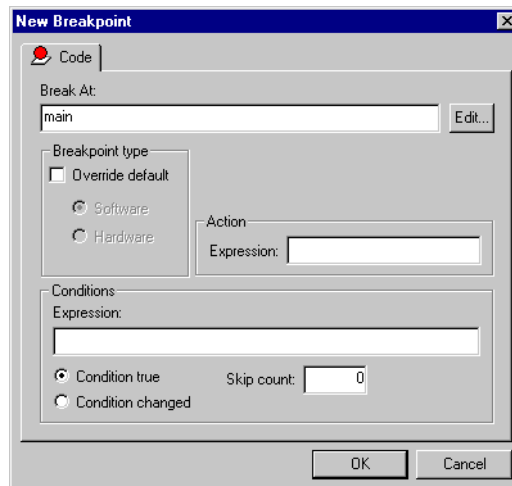 New Breakpoint
Code
Break At:
main
Edit...
Breakpoint type
Override default
Software
Hardware
Action
Expression:
Conditions
Expression:
Condition true
Skip count: 0
Condition changed
OK Cancel